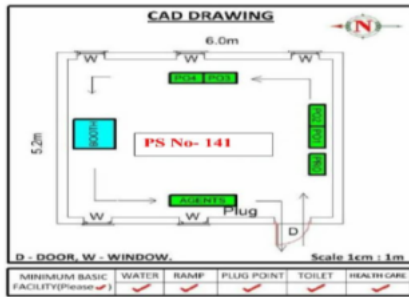 CAD DRAWING
N
6.0m
W W W
PO4 PO3
5.2m
BOOTH
PS No- 141
PO2
PO1
PRO
AGENTS
Plug
W W
D
D - DOOR, W - WINDOW.
Scale 1cm : 1m
MINIMUM BASIC FACILITY(Please✓) WATER RAMP PLUG POINT TOILET HEALTH CARE